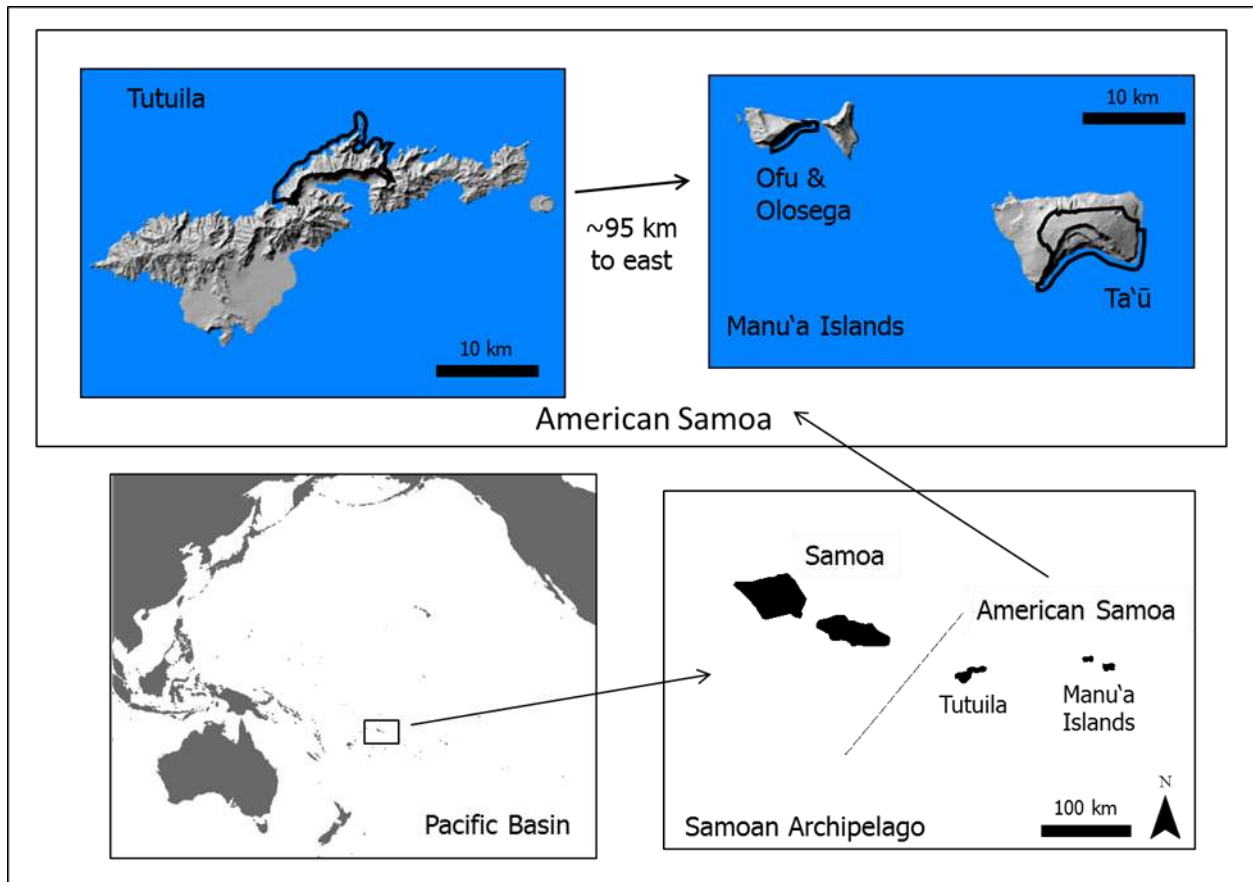 Tutuila
10 km
~95 km
to east
10 km
Ofu &
Olosega
Ta‘ū
Manu‘a Islands
American Samoa
Pacific Basin
Samoa
American Samoa
Tutuila
Manu‘a
Islands
N
100 km
Samoan Archipelago